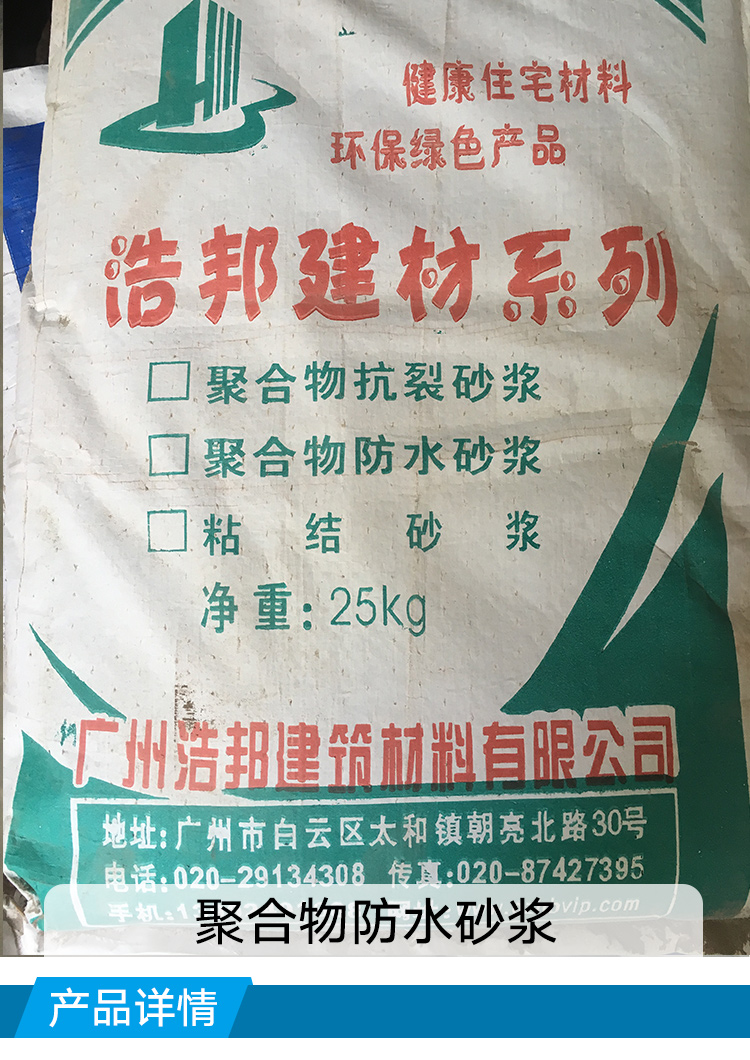 健康住宅材料
环保绿色产品
浩邦建材系列
聚合物抗裂砂浆
聚合物防水砂浆
粘结砂浆
净重:25kg
广州浩邦建筑材料有限公司
地址:广州市白云区太和镇朝亮北路30号
电话:020-29134308 传真:020-87427395
手机:
聚合物防水砂浆
产品详情